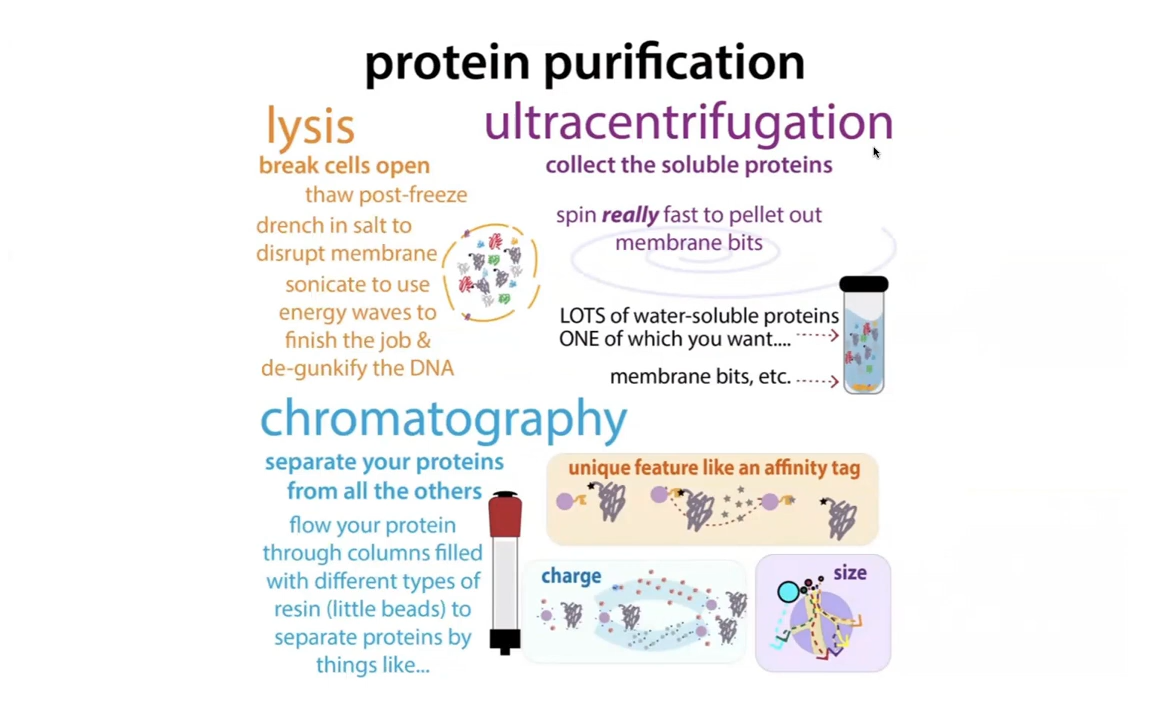 protein purification
lysis
break cells open
thaw post-freeze
drench in salt to
disrupt membrane
sonicate to use
energy waves to
finish the job &
de-gunkify the DNA
ultracentrifugation
collect the soluble proteins
spin really fast to pellet out
membrane bits
LOTS of water-soluble proteins
ONE of which you want....
membrane bits, etc.
chromatography
separate your proteins
from all the others
flow your protein
through columns filled
with different types of
resin (little beads) to
separate proteins by
things like...
unique feature like an affinity tag
charge
size